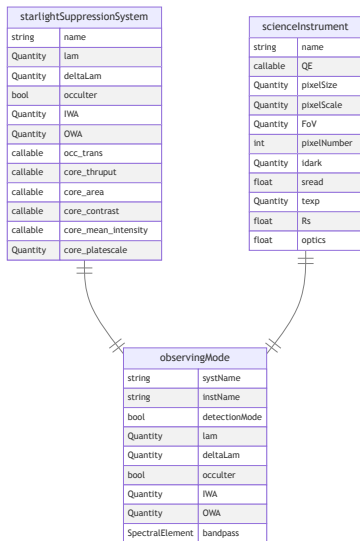 starlightSuppressionSystem
string name
Quantity lam
Quantity deltaLam
bool occulter
Quantity IWA
Quantity OWA
callable occ_trans
callable core_thruput
callable core_area
callable core_contrast
callable core_mean_intensity
Quantity core_platescale
scienceInstrument
string name
callable QE
Quantity pixelSize
Quantity pixelScale
Quantity FoV
int pixelNumber
Quantity idark
float sread
Quantity texp
float Rs
float optics
observingMode
string systName
string instName
bool detectionMode
Quantity lam
Quantity deltaLam
bool occulter
Quantity IWA
Quantity OWA
SpectralElement bandpass